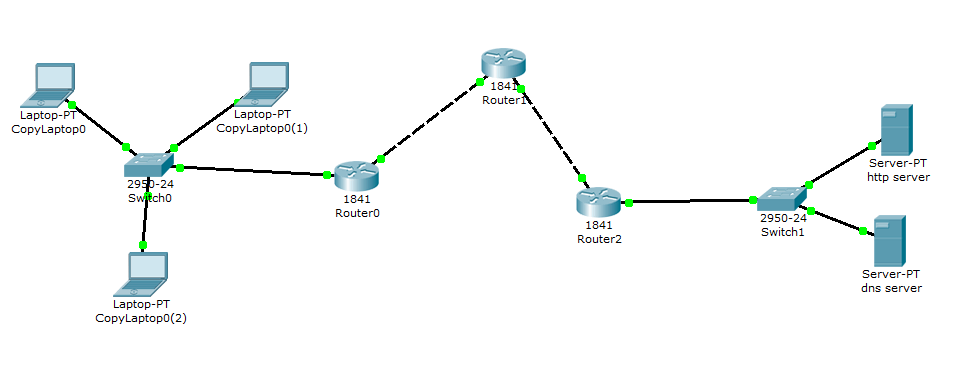 Laptop-PT
CopyLaptop0
Laptop-PT
CopyLaptop0(1)
2950-24
Switch0
Laptop-PT
CopyLaptop0(2)
1841
Router0
1841
Router1
1841
Router2
2950-24
Switch1
Server-PT
http server
Server-PT
dns server